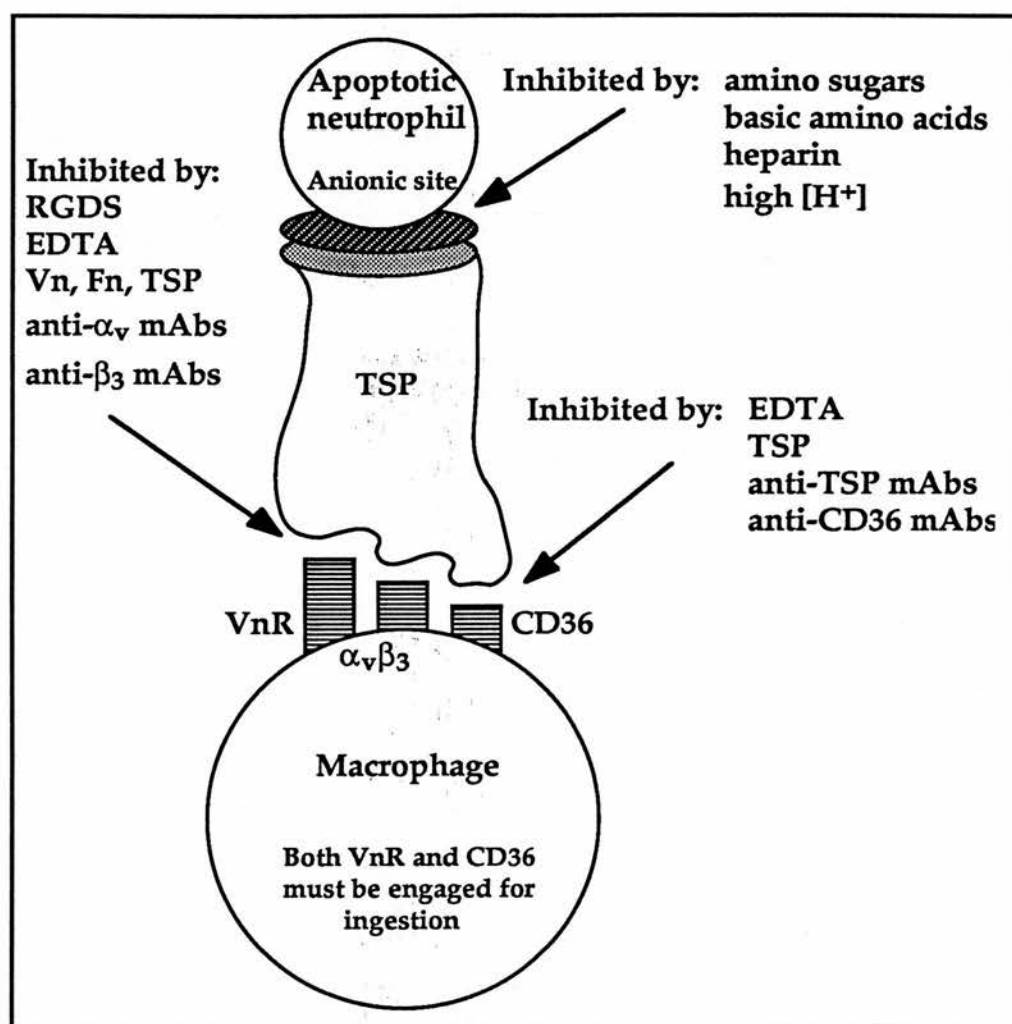 Apoptotic
neutrophil
Anionic site
Inhibited by: amino sugars
basic amino acids
heparin
high [H⁺]
Inhibited by:
RGDS
EDTA
Vn, Fn, TSP
anti-αᵥ mAbs
anti-β₃ mAbs
TSP
Inhibited by: EDTA
TSP
anti-TSP mAbs
anti-CD36 mAbs
VnR
CD36
αᵥβ₃
Macrophage
Both VnR and CD36
must be engaged for
ingestion